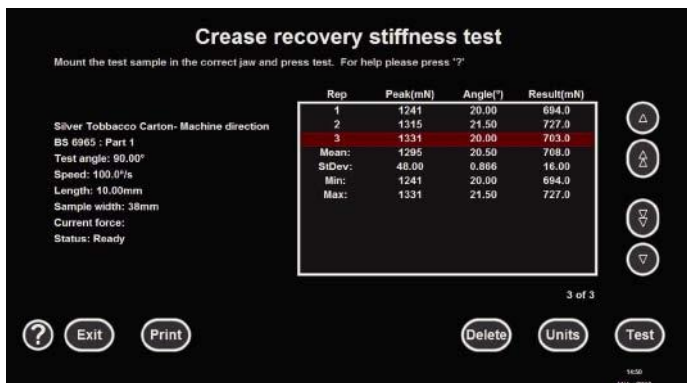 Crease recovery stiffness test
Mount the test sample in the correct jaw and press test. For help please press '?'
Silver Tobbacco Carton- Machine direction
BS 6965 : Part 1
Test angle: 90.00°
Speed: 100.0°/s
Length: 10.00mm
Sample width: 38mm
Current force:
Status: Ready
Rep Peak(mN) Angle(°) Result(mN)
1 1241 20.00 694.0
2 1315 21.50 727.0
3 1331 20.00 703.0
Mean: 1295 20.50 708.0
StDev: 48.00 0.866 16.00
Min: 1241 20.00 694.0
Max: 1331 21.50 727.0
3 of 3
? Exit Print Delete Units Test
14:50